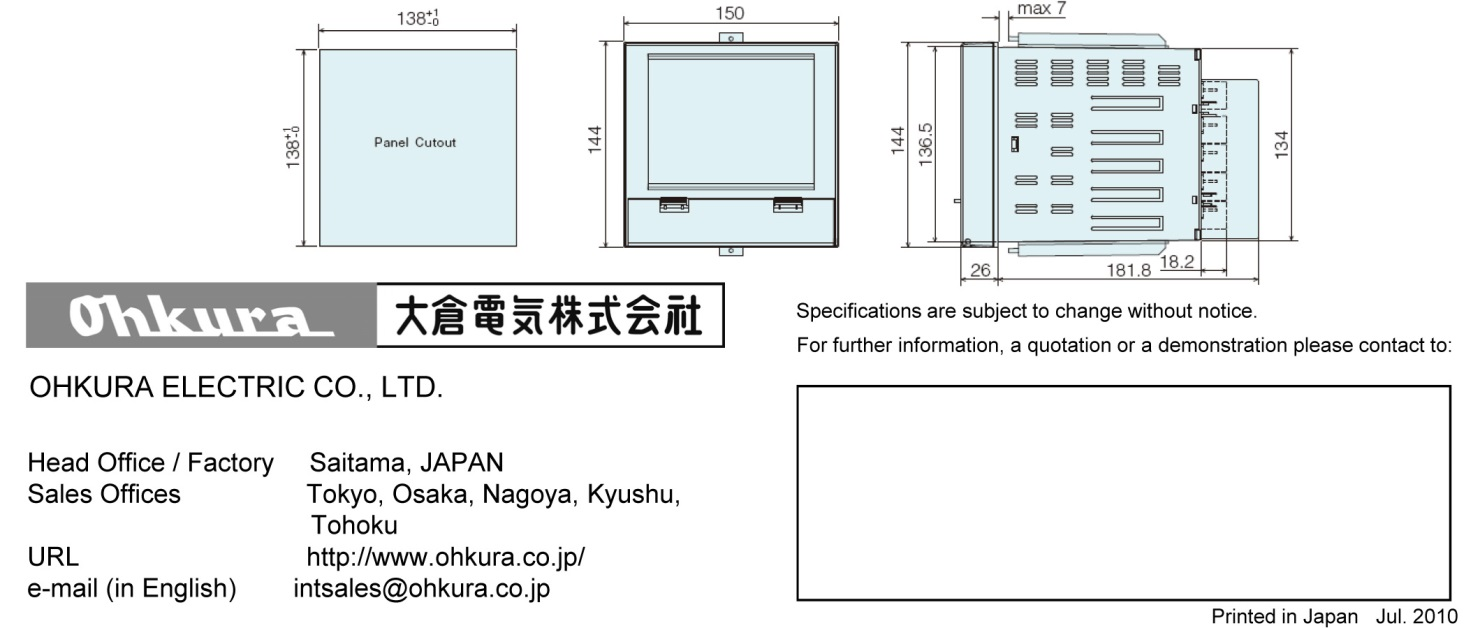 138+1-0
138+1-0
Panel Cutout
150
144
max 7
144
136.5
134
26
181.8
18.2
Ohkura 大倉電気株式会社
OHKURA ELECTRIC CO., LTD.
Head Office / Factory Saitama, JAPAN
Sales Offices Tokyo, Osaka, Nagoya, Kyushu,
Tohoku
URL http://www.ohkura.co.jp/
e-mail (in English) intsales@ohkura.co.jp
Specifications are subject to change without notice.
For further information, a quotation or a demonstration please contact to:
Printed in Japan Jul. 2010